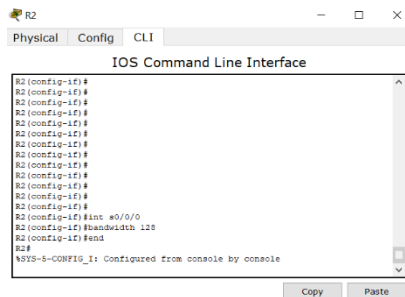 R2
Physical Config CLI
IOS Command Line Interface
R2(config-if)#
R2(config-if)#
R2(config-if)#
R2(config-if)#
R2(config-if)#
R2(config-if)#
R2(config-if)#
R2(config-if)#
R2(config-if)#
R2(config-if)#
R2(config-if)#
R2(config-if)#
R2(config-if)#
R2(config-if)#int s0/0/0
R2(config-if)#bandwidth 128
R2(config-if)#end
R2#
%SYS-5-CONFIG_I: Configured from console by console
Copy Paste